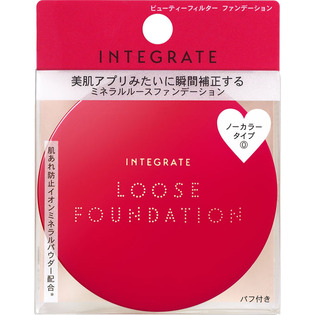 ビューティーフィルター ファンデーション
INTEGRATE
美肌アプリみたいに瞬間補正する
ミネラルルースファンデーション
ノーカラー
タイプ
0
INTEGRATE
LOOSE
FOUNDATION
肌あれ防止イオンミネラルパウダー配合*
パフ付き